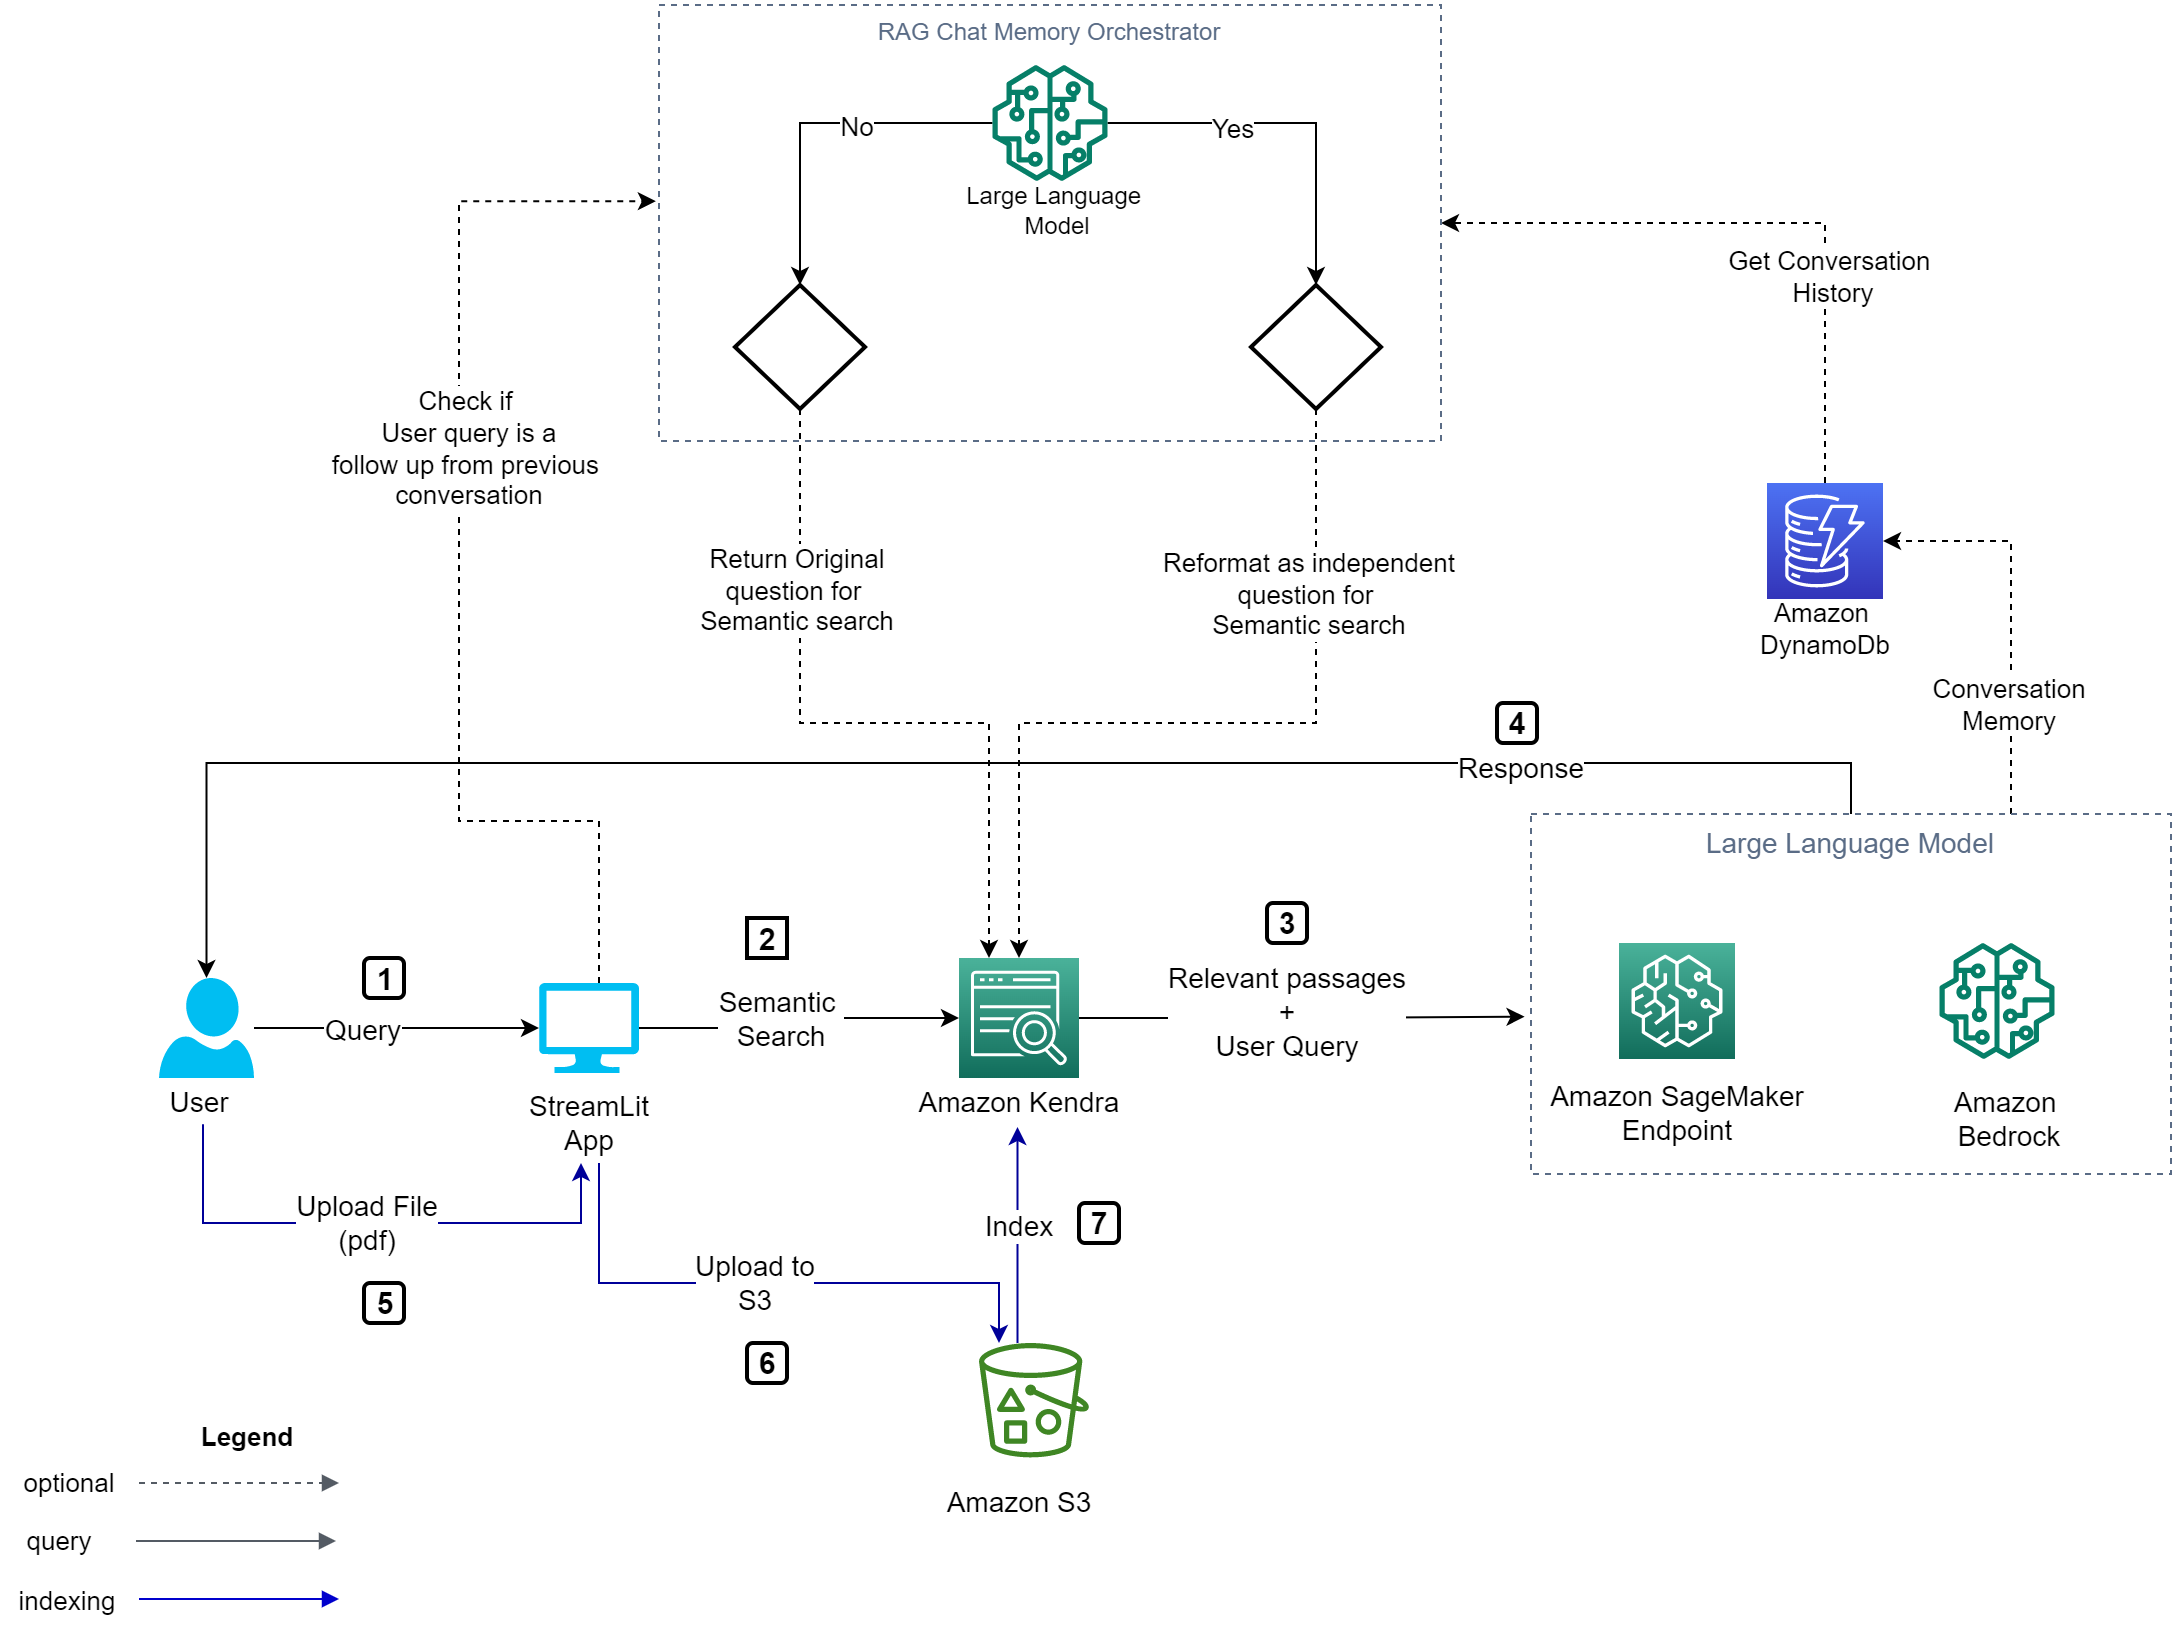 RAG Chat Memory Orchestrator
No
Yes
Large Language
Model
Check if
User query is a
follow up from previous
conversation
Get Conversation
History
Return Original
question for
Semantic search
Reformat as independent
question for
Semantic search
Amazon
DynamoDb
Conversation
Memory
4
Response
Large Language Model
1
Query
2
Semantic
Search
3
Relevant passages
+
User Query
User
StreamLit
App
Amazon Kendra
Amazon SageMaker
Endpoint
Amazon
Bedrock
Upload File
(pdf)
5
Upload to
S3
6
Index
7
Amazon S3
Legend
optional
query
indexing